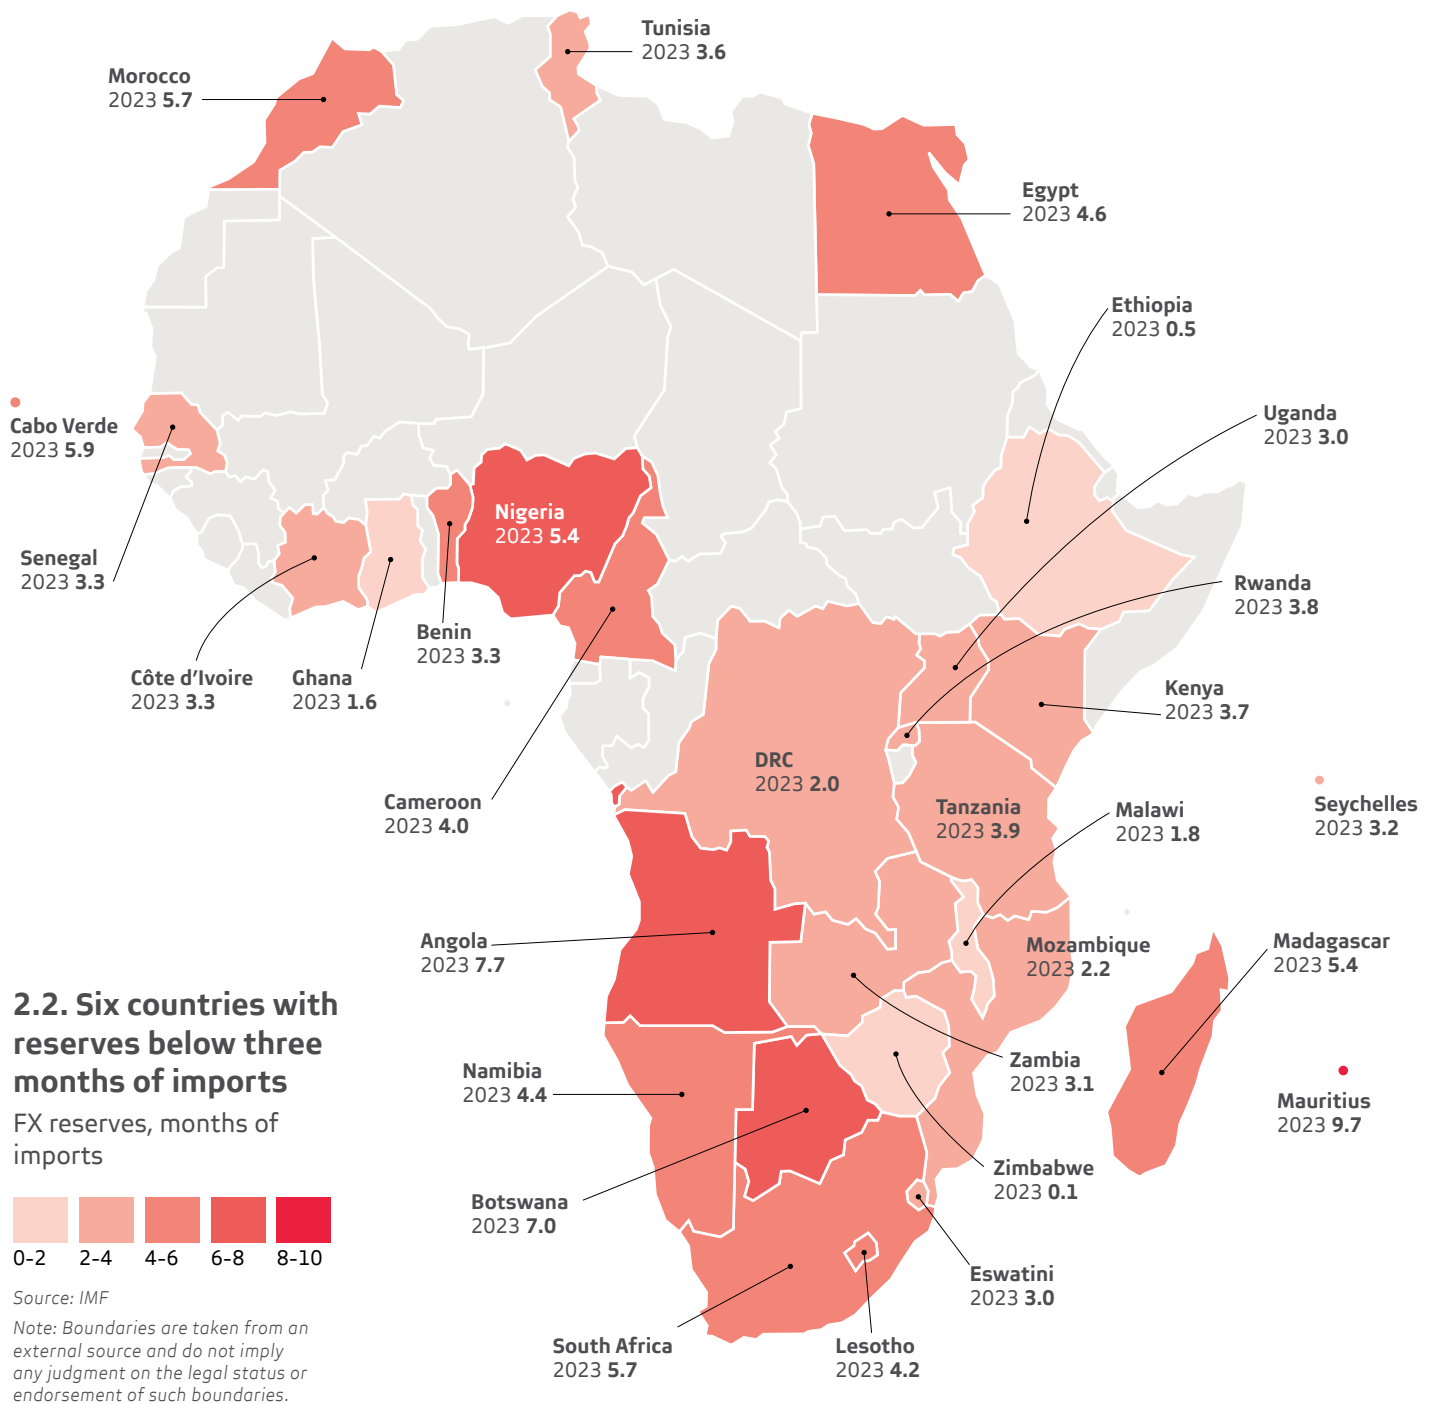 Tunisia
2023 3.6
Morocco
2023 5.7
Egypt
2023 4.6
Ethiopia
2023 0.5
Uganda
2023 3.0
Cabo Verde
2023 5.9
Nigeria
2023 5.4
Senegal
2023 3.3
Rwanda
2023 3.8
Benin
2023 3.3
Côte d'Ivoire
2023 3.3
Ghana
2023 1.6
Kenya
2023 3.7
DRC
2023 2.0
Cameroon
2023 4.0
Tanzania
2023 3.9
Malawi
2023 1.8
Seychelles
2023 3.2
Angola
2023 7.7
Mozambique
2023 2.2
Madagascar
2023 5.4
Namibia
2023 4.4
Zambia
2023 3.1
Mauritius
2023 9.7
Zimbabwe
2023 0.1
Botswana
2023 7.0
Eswatini
2023 3.0
South Africa
2023 5.7
Lesotho
2023 4.2
2.2. Six countries with
reserves below three
months of imports
FX reserves, months of
imports
0-2 2-4 4-6 6-8 8-10
Source: IMF
Note: Boundaries are taken from an
external source and do not imply
any judgment on the legal status or
endorsement of such boundaries.